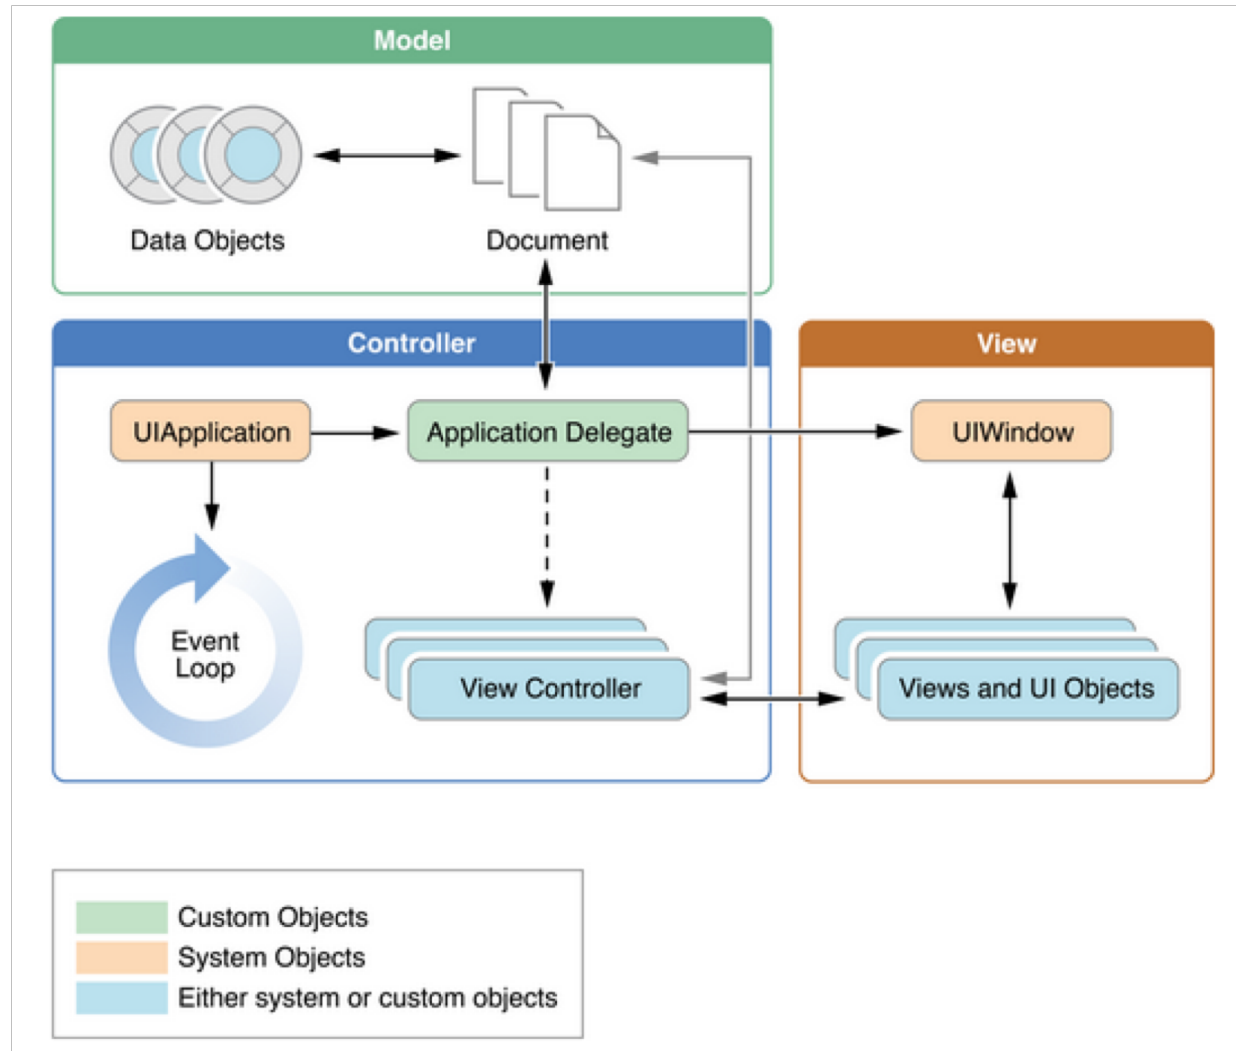 Model
Data Objects
Document
Controller
View
UIApplication
Application Delegate
UIWindow
Event
Loop
View Controller
Views and UI Objects
Custom Objects
System Objects
Either system or custom objects